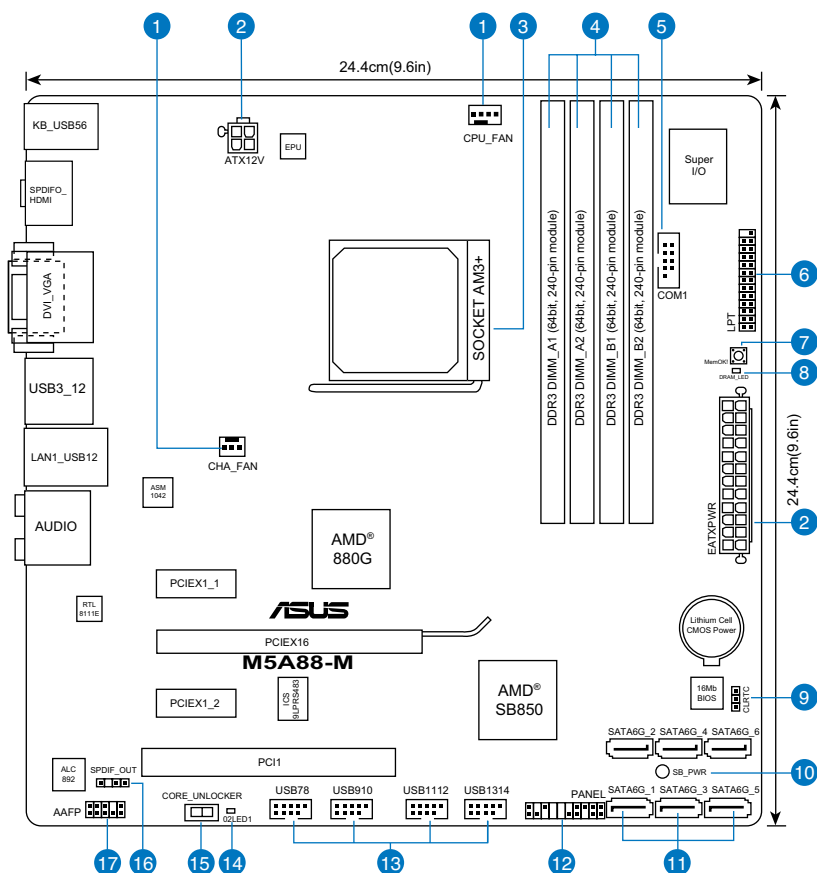 1
2
1
3
4
5
24.4cm(9.6in)
KB_USB56
ATX12V
EPU
CPU_FAN
Super
I/O
SPDIFO_
HDMI
DVI_VGA
SOCKET AM3+
DDR3 DIMM_A1 (64bit, 240-pin module)
DDR3 DIMM_A2 (64bit, 240-pin module)
DDR3 DIMM_B1 (64bit, 240-pin module)
DDR3 DIMM_B2 (64bit, 240-pin module)
COM1
LPT
6
MemOK!
7
DRAM_LED
8
USB3_12
1
CHA_FAN
LAN1_USB12
24.4cm(9.6in)
ASM
1042
AUDIO
EATXPWR
2
AMD®
880G
PCIEX1_1
RTL
8111E
ASUS
PCIEX16
M5A88-M
Lithium Cell
CMOS Power
PCIEX1_2
ICS
9LPRS483
AMD®
SB850
16Mb
BIOS
CLRTC
9
SATA6G_2
SATA6G_4
SATA6G_6
ALC
892
SPDIF_OUT
PCI1
SB_PWR
10
AAFP
CORE_UNLOCKER
O2LED1
USB78
USB910
USB1112
USB1314
PANEL
SATA6G_1
SATA6G_3
SATA6G_5
17
16
15
14
13
12
11